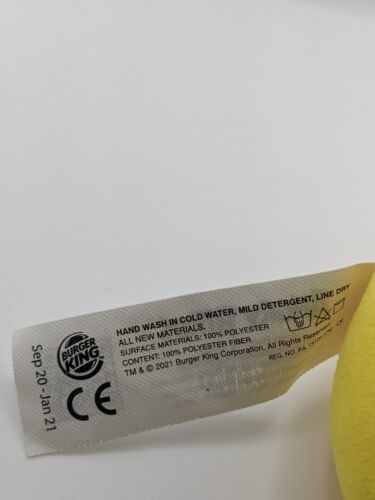 HAND WASH IN COLD WATER, MILD DETERGENT, LINE DRY
ALL NEW MATERIALS.
SURFACE MATERIALS: 100% POLYESTER
CONTENT: 100% POLYESTER FIBER
TM & © 2021 Burger King Corporation. All Rights Reserved
REG. NO. PA.
BURGER
KING
CE
Sep 20 - Jan 21